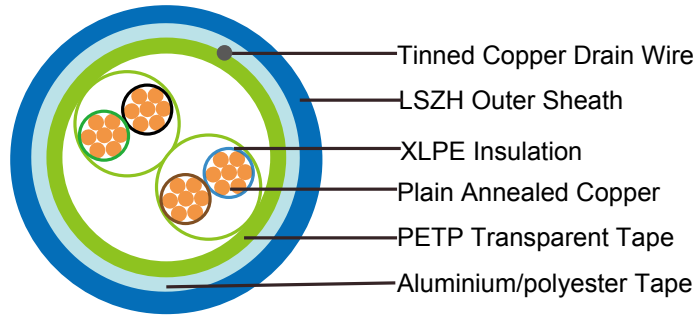 Tinned Copper Drain Wire
LSZH Outer Sheath
XLPE Insulation
Plain Annealed Copper
PETP Transparent Tape
Aluminium/polyester Tape